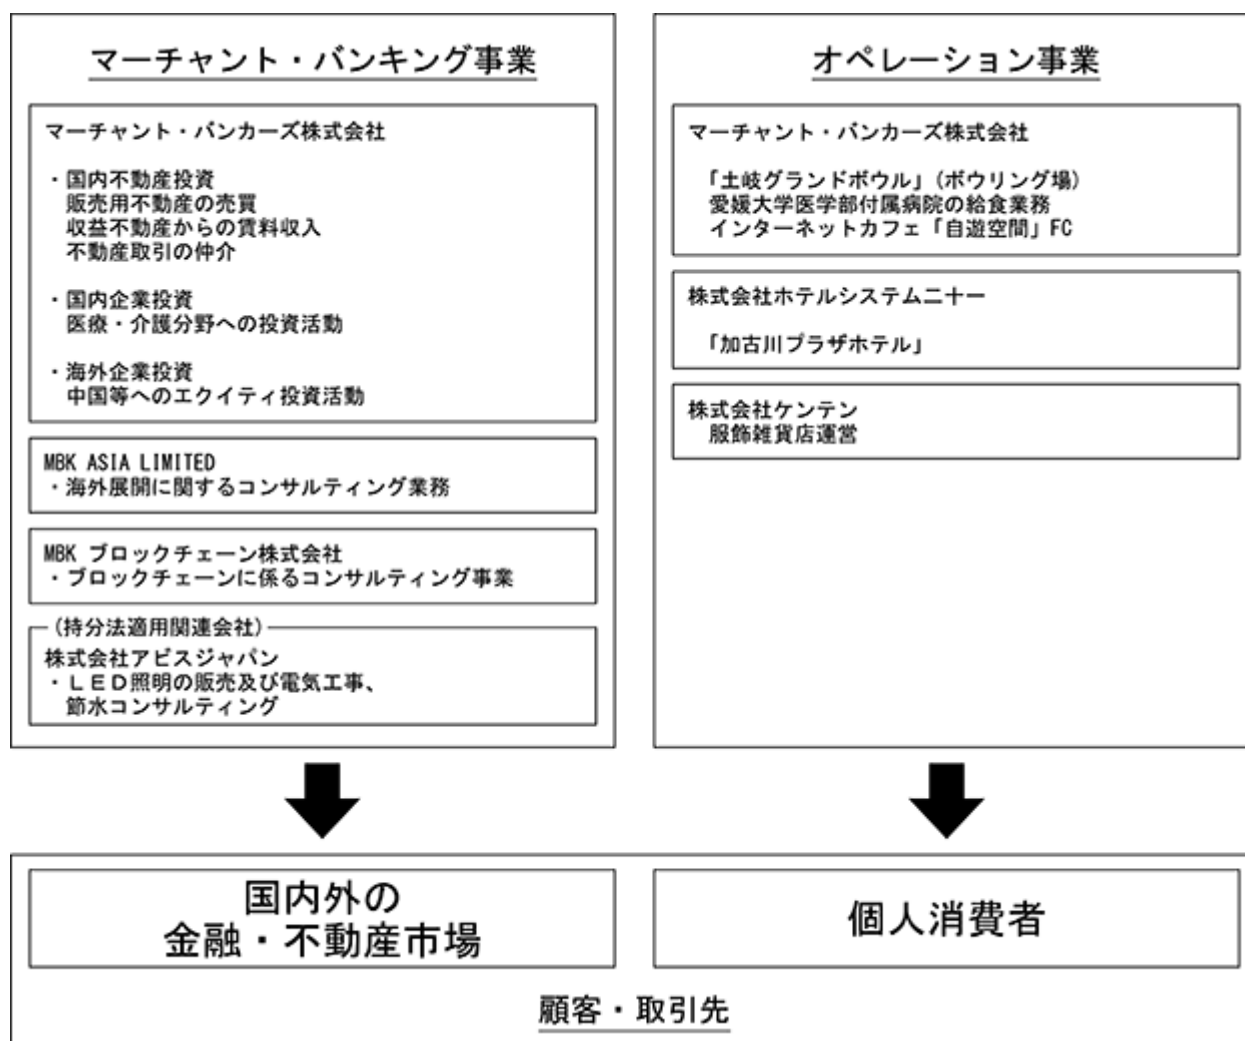 マーチャント・バンキング事業
マーチャント・バンカーズ株式会社
・国内不動産投資
販売用不動産の売買
収益不動産からの賃料収入
不動産取引の仲介
・国内企業投資
医療・介護分野への投資活動
・海外企業投資
中国等へのエクイティ投資活動
MBK ASIA LIMITED
・海外展開に関するコンサルティング業務
MBK ブロックチェーン株式会社
・ブロックチェーンに係るコンサルティング事業
(持分法適用関連会社)
株式会社アビスジャパン
・ＬＥＤ照明の販売及び電気工事、
節水コンサルティング
オペレーション事業
マーチャント・バンカーズ株式会社
「土岐グランドボウル」(ボウリング場)
愛媛大学医学部付属病院の給食業務
インターネットカフェ「自遊空間」FC
株式会社ホテルシステム二十一
「加古川プラザホテル」
株式会社ケンテン
服飾雑貨店運営
国内外の
金融・不動産市場
個人消費者
顧客・取引先